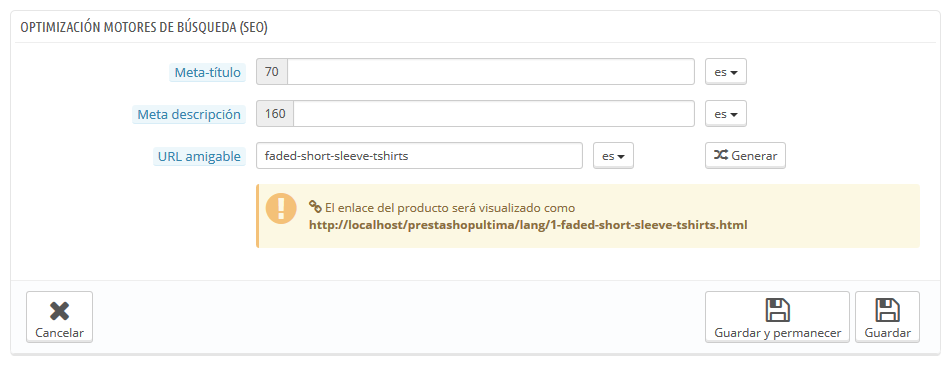 OPTIMIZACIÓN MOTORES DE BÚSQUEDA (SEO)
Meta-título 70 es
Meta descripción 160 es
URL amigable faded-short-sleeve-tshirts es Generar
El enlace del producto será visualizado como
http://localhost/prestashopultima/lang/1-faded-short-sleeve-tshirts.html
Cancelar Guardar y permanecer Guardar